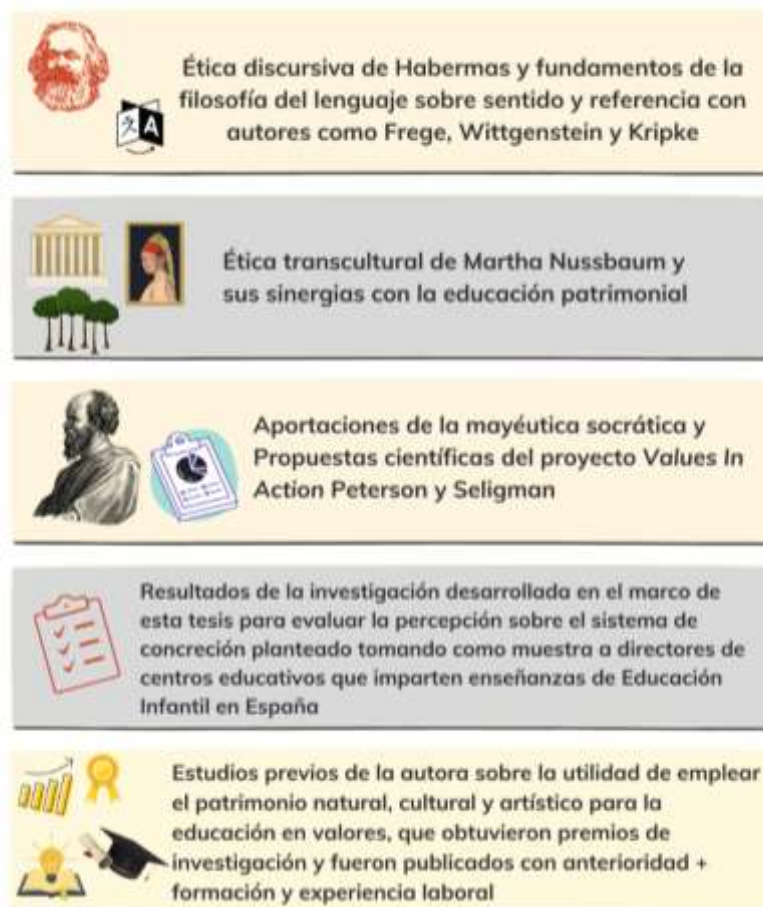 Ética discursiva de Habermas y fundamentos de la
filosofía del lenguaje sobre sentido y referencia con
autores como Frege, Wittgenstein y Kripke
A
Ética transcultural de Martha Nussbaum y
sus sinergias con la educación patrimonial
Aportaciones de la mayéutica socrática y
Propuestas científicas del proyecto Values In
Action Peterson y Seligman
Resultados de la investigación desarrollada en el marco de
esta tesis para evaluar la percepción sobre el sistema de
concreción planteado tomando como muestra a directores de
centros educativos que imparten enseñanzas de Educación
Infantil en España
Estudios previos de la autora sobre la utilidad de emplear
el patrimonio natural, cultural y artístico para la
educación en valores, que obtuvieron premios de
investigación y fueron publicados con anterioridad +
formación y experiencia laboral